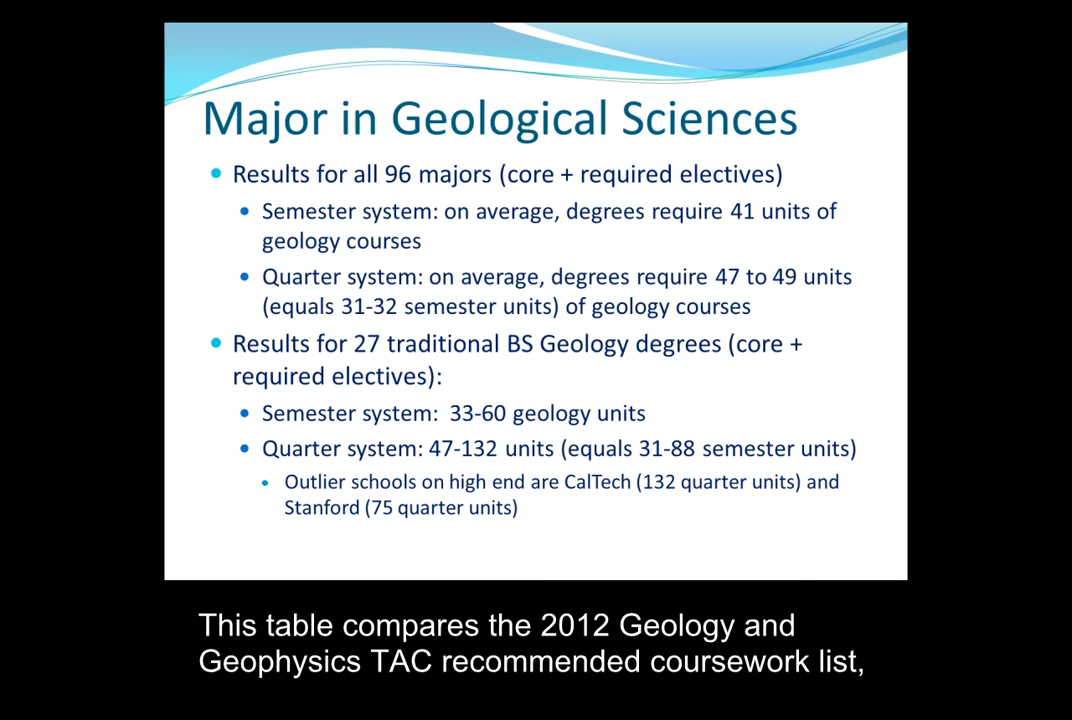 Major in Geological Sciences
Results for all 96 majors (core + required electives)
Semester system: on average, degrees require 41 units of
geology courses
Quarter system: on average, degrees require 47 to 49 units
(equals 31-32 semester units) of geology courses
Results for 27 traditional BS Geology degrees (core +
required electives):
Semester system:  33-60 geology units
Quarter system: 47-132 units (equals 31-88 semester units)
Outlier schools on high end are CalTech (132 quarter units) and
Stanford (75 quarter units)
This table compares the 2012 Geology and
Geophysics TAC recommended coursework list,